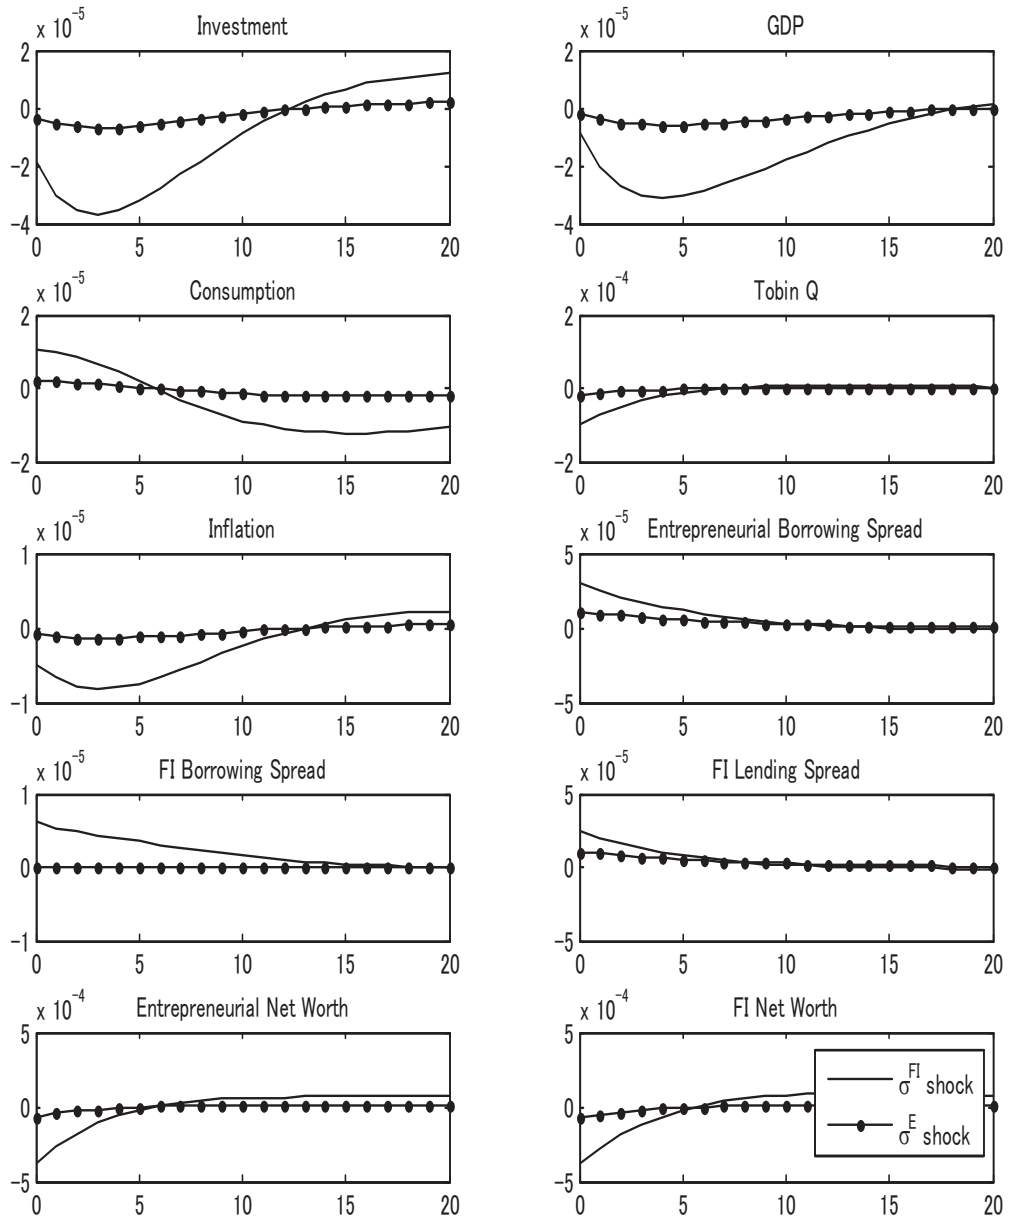 x 10^-5 Investment
2
0
-2
-4
0 5 10 15 20
x 10^-5 GDP
2
0
-2
-4
0 5 10 15 20
x 10^-5 Consumption
2
0
-2
0 5 10 15 20
x 10^-4 Tobin Q
2
0
-2
0 5 10 15 20
x 10^-5 Inflation
1
0
-1
0 5 10 15 20
x 10^-5 Entrepreneurial Borrowing Spread
5
0
-5
0 5 10 15 20
x 10^-5 FI Borrowing Spread
1
0
-1
0 5 10 15 20
x 10^-5 FI Lending Spread
5
0
-5
0 5 10 15 20
x 10^-4 Entrepreneurial Net Worth
5
0
-5
0 5 10 15 20
x 10^-4 FI Net Worth
5
0
-5
0 5 10 15 20
σ^FI shock
σ^E shock